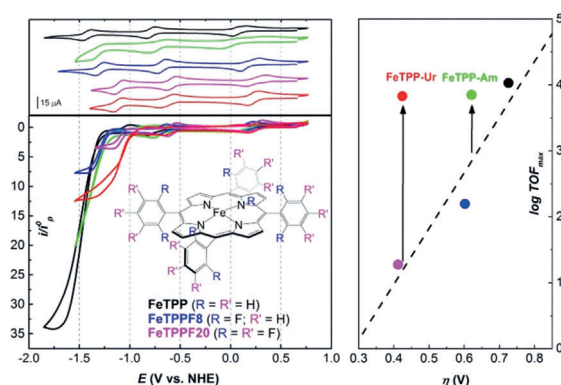 15 μA
0
5
10
15
20
25
30
35
i/i⁰ₚ
R'
R'
R'
R
R
R'
R'
R
R'
R'
R
N
N
Fe
N
N
R
R'
R'
R
R
R'
R'
R'
R
R'
FeTPP (R = R' = H)
FeTPPF8 (R = F; R' = H)
FeTPPF20 (R = R' = F)
-2.0 -1.5 -1.0 -0.5 0.0 0.5 1.0
E (V vs. NHE)
FeTPP-Ur FeTPP-Am
5
4
3
2
1
0
log TOFmax
0.3 0.4 0.5 0.6 0.7 0.8
η (V)